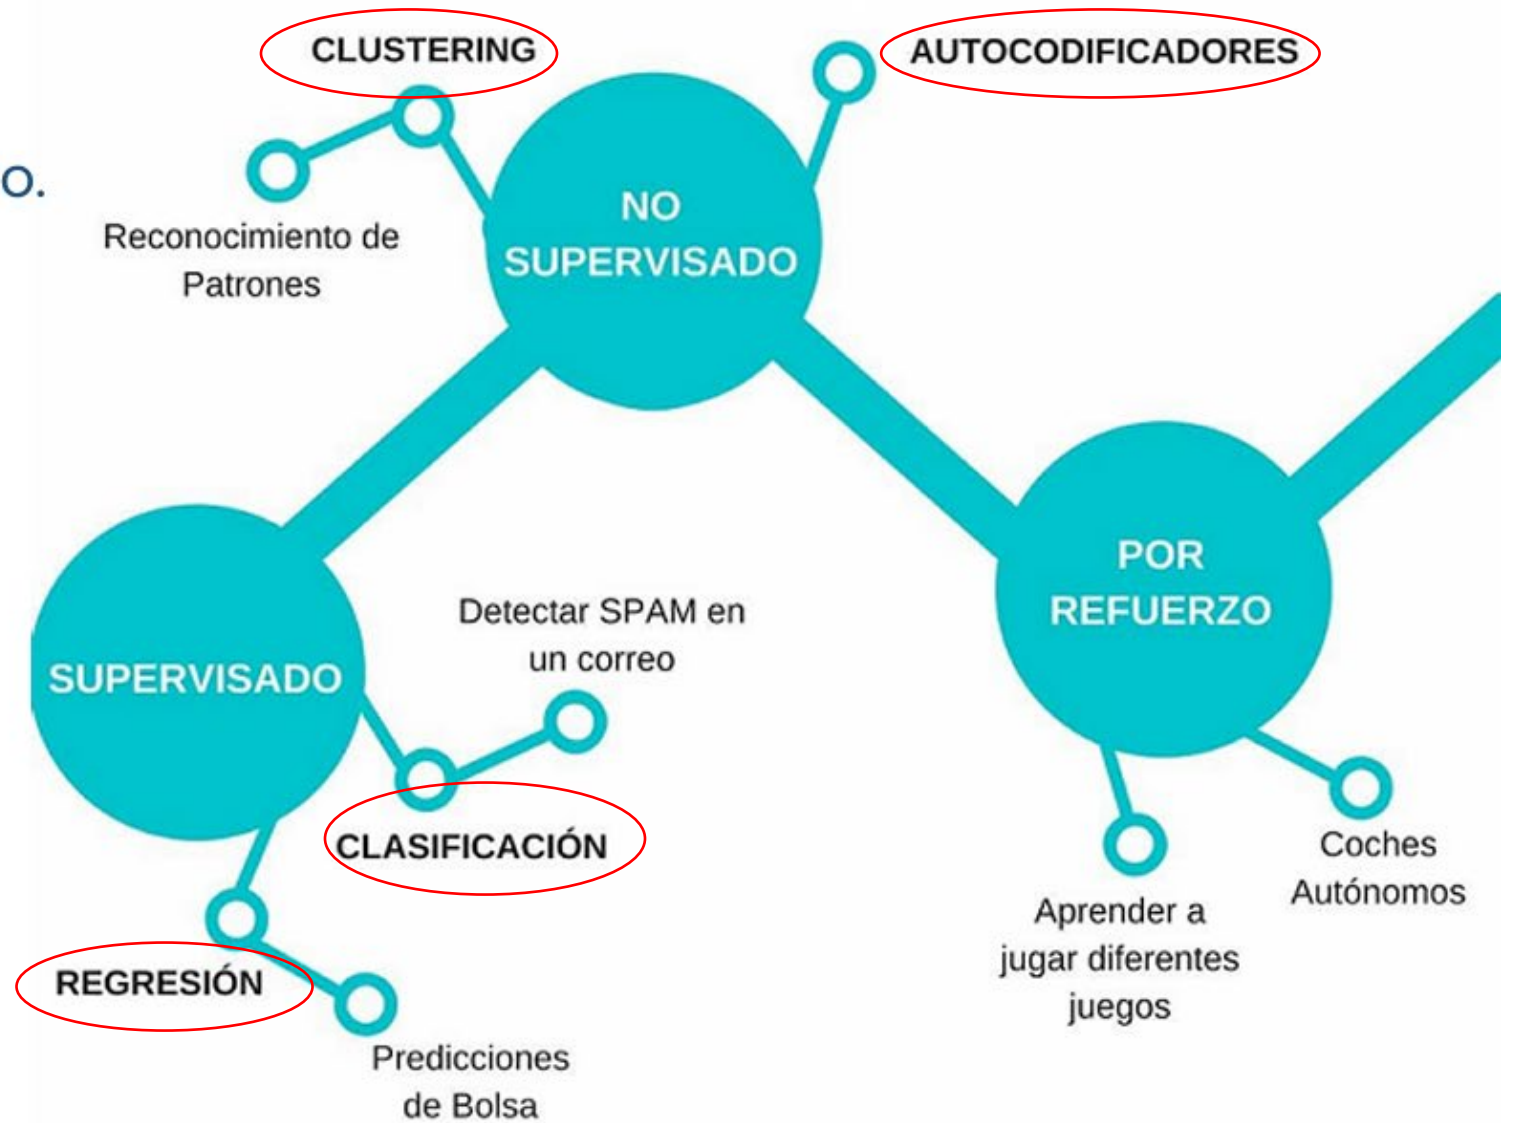 CLUSTERING
AUTOCODIFICADORES
o.
Reconocimiento de
Patrones
NO
SUPERVISADO
SUPERVISADO
Detectar SPAM en
un correo
CLASIFICACIÓN
REGRESIÓN
Predicciones
de Bolsa
POR
REFUERZO
Aprender a
jugar diferentes
juegos
Coches
Autónomos